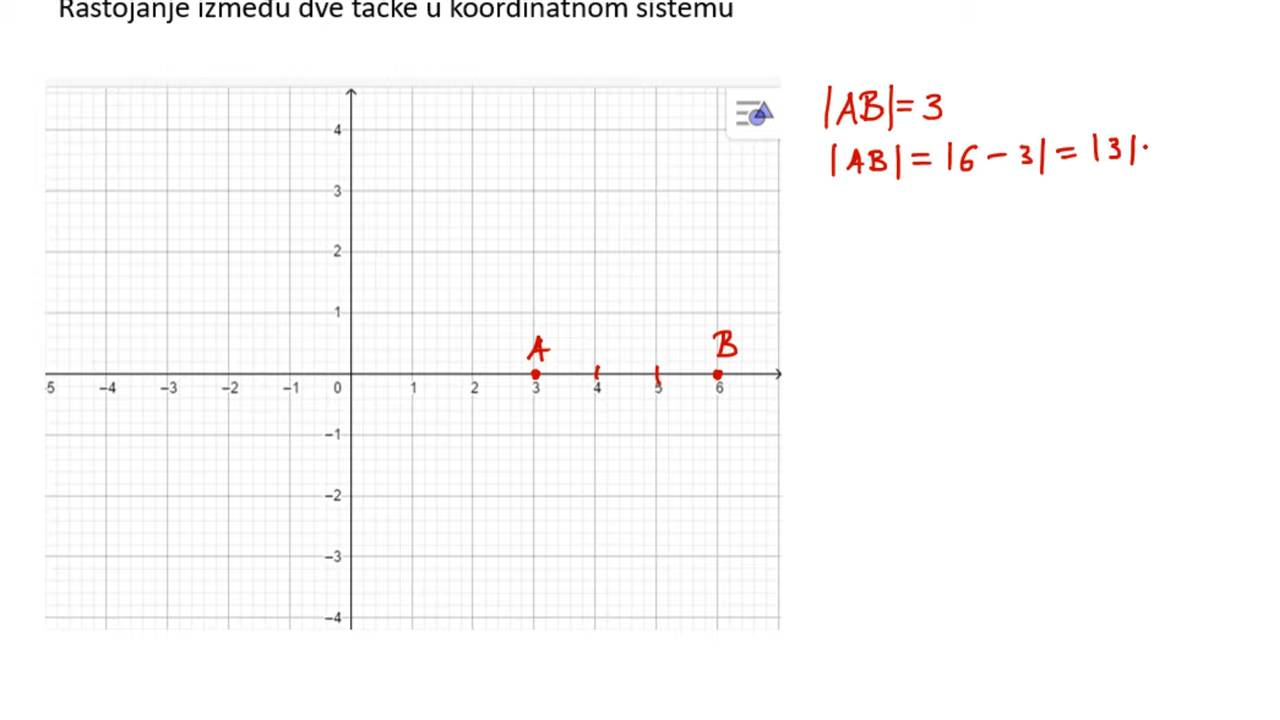 Rastojanje između dve tačke u koordinatnom sistemu
|AB| = 3
|AB| = |6 - 3| = |3|
4
3
2
1
A B
-5 -4 -3 -2 -1 0 1 2 3 4 5 6
-1
-2
-3
-4